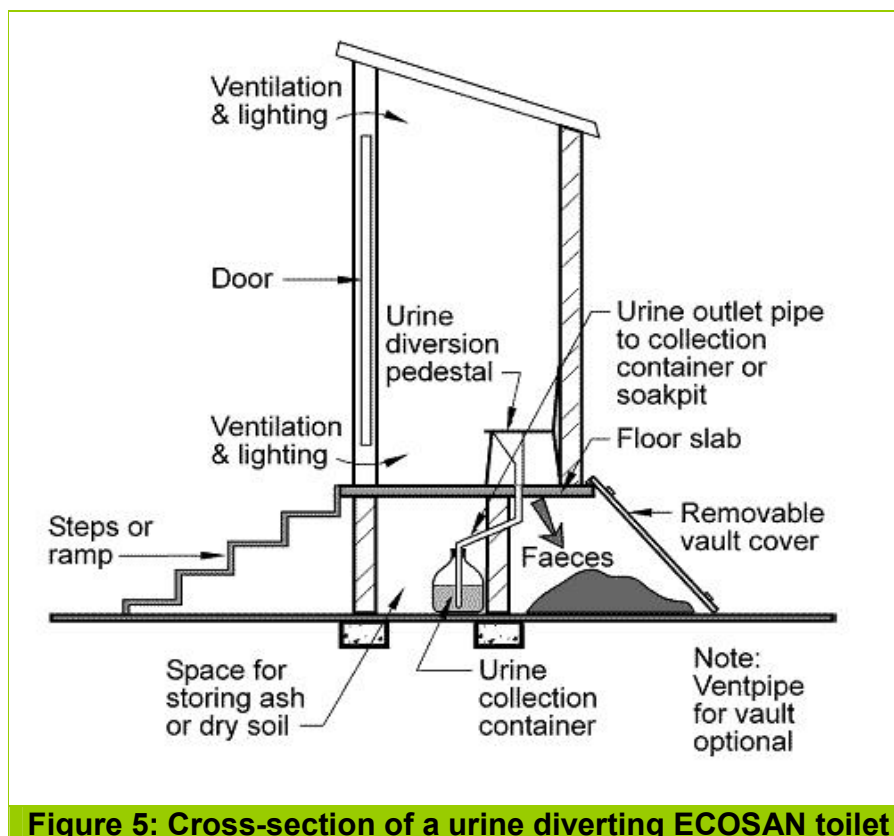 Ventilation
& lighting
Door
Urine
diversion
pedestal
Urine outlet pipe
to collection
container or
soakpit
Ventilation
& lighting
Floor slab
Steps or
ramp
Removable
vault cover
Faeces
Space for
storing ash
or dry soil
Urine
collection
container
Note:
Ventpipe
for vault
optional
Figure 5: Cross-section of a urine diverting ECOSAN toilet